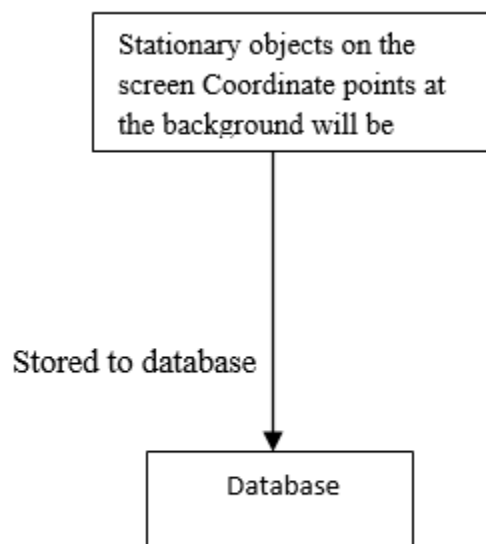 Stationary objects on the
screen Coordinate points at
the background will be
Stored to database
Database